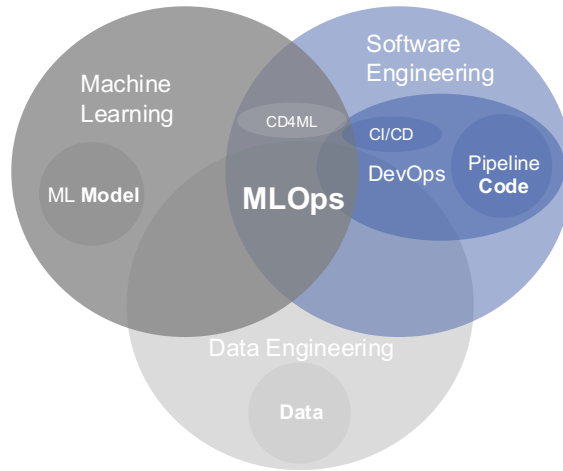 Software
Engineering
Machine
Learning
CD4ML
CI/CD
DevOps
Pipeline
Code
ML Model
MLOps
Data Engineering
Data